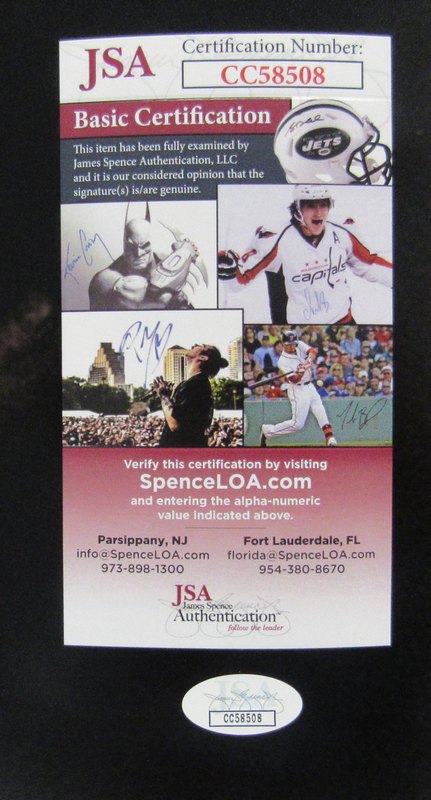 JSA
Certification Number:
CC58508
Basic Certification
This item has been fully examined by
James Spence Authentication, LLC
and it is our considered opinion that the
signature(s) is/are genuine.
JETS
capitals
A
Verify this certification by visiting
SpenceLOA.com
and entering the alpha-numeric
value indicated above.
Parsippany, NJ
info@SpenceLOA.com
973-898-1300
Fort Lauderdale, FL
florida@SpenceLOA.com
954-380-8670
JSA
James Spence
Authentication™
follow the leader
JSA
CC58508